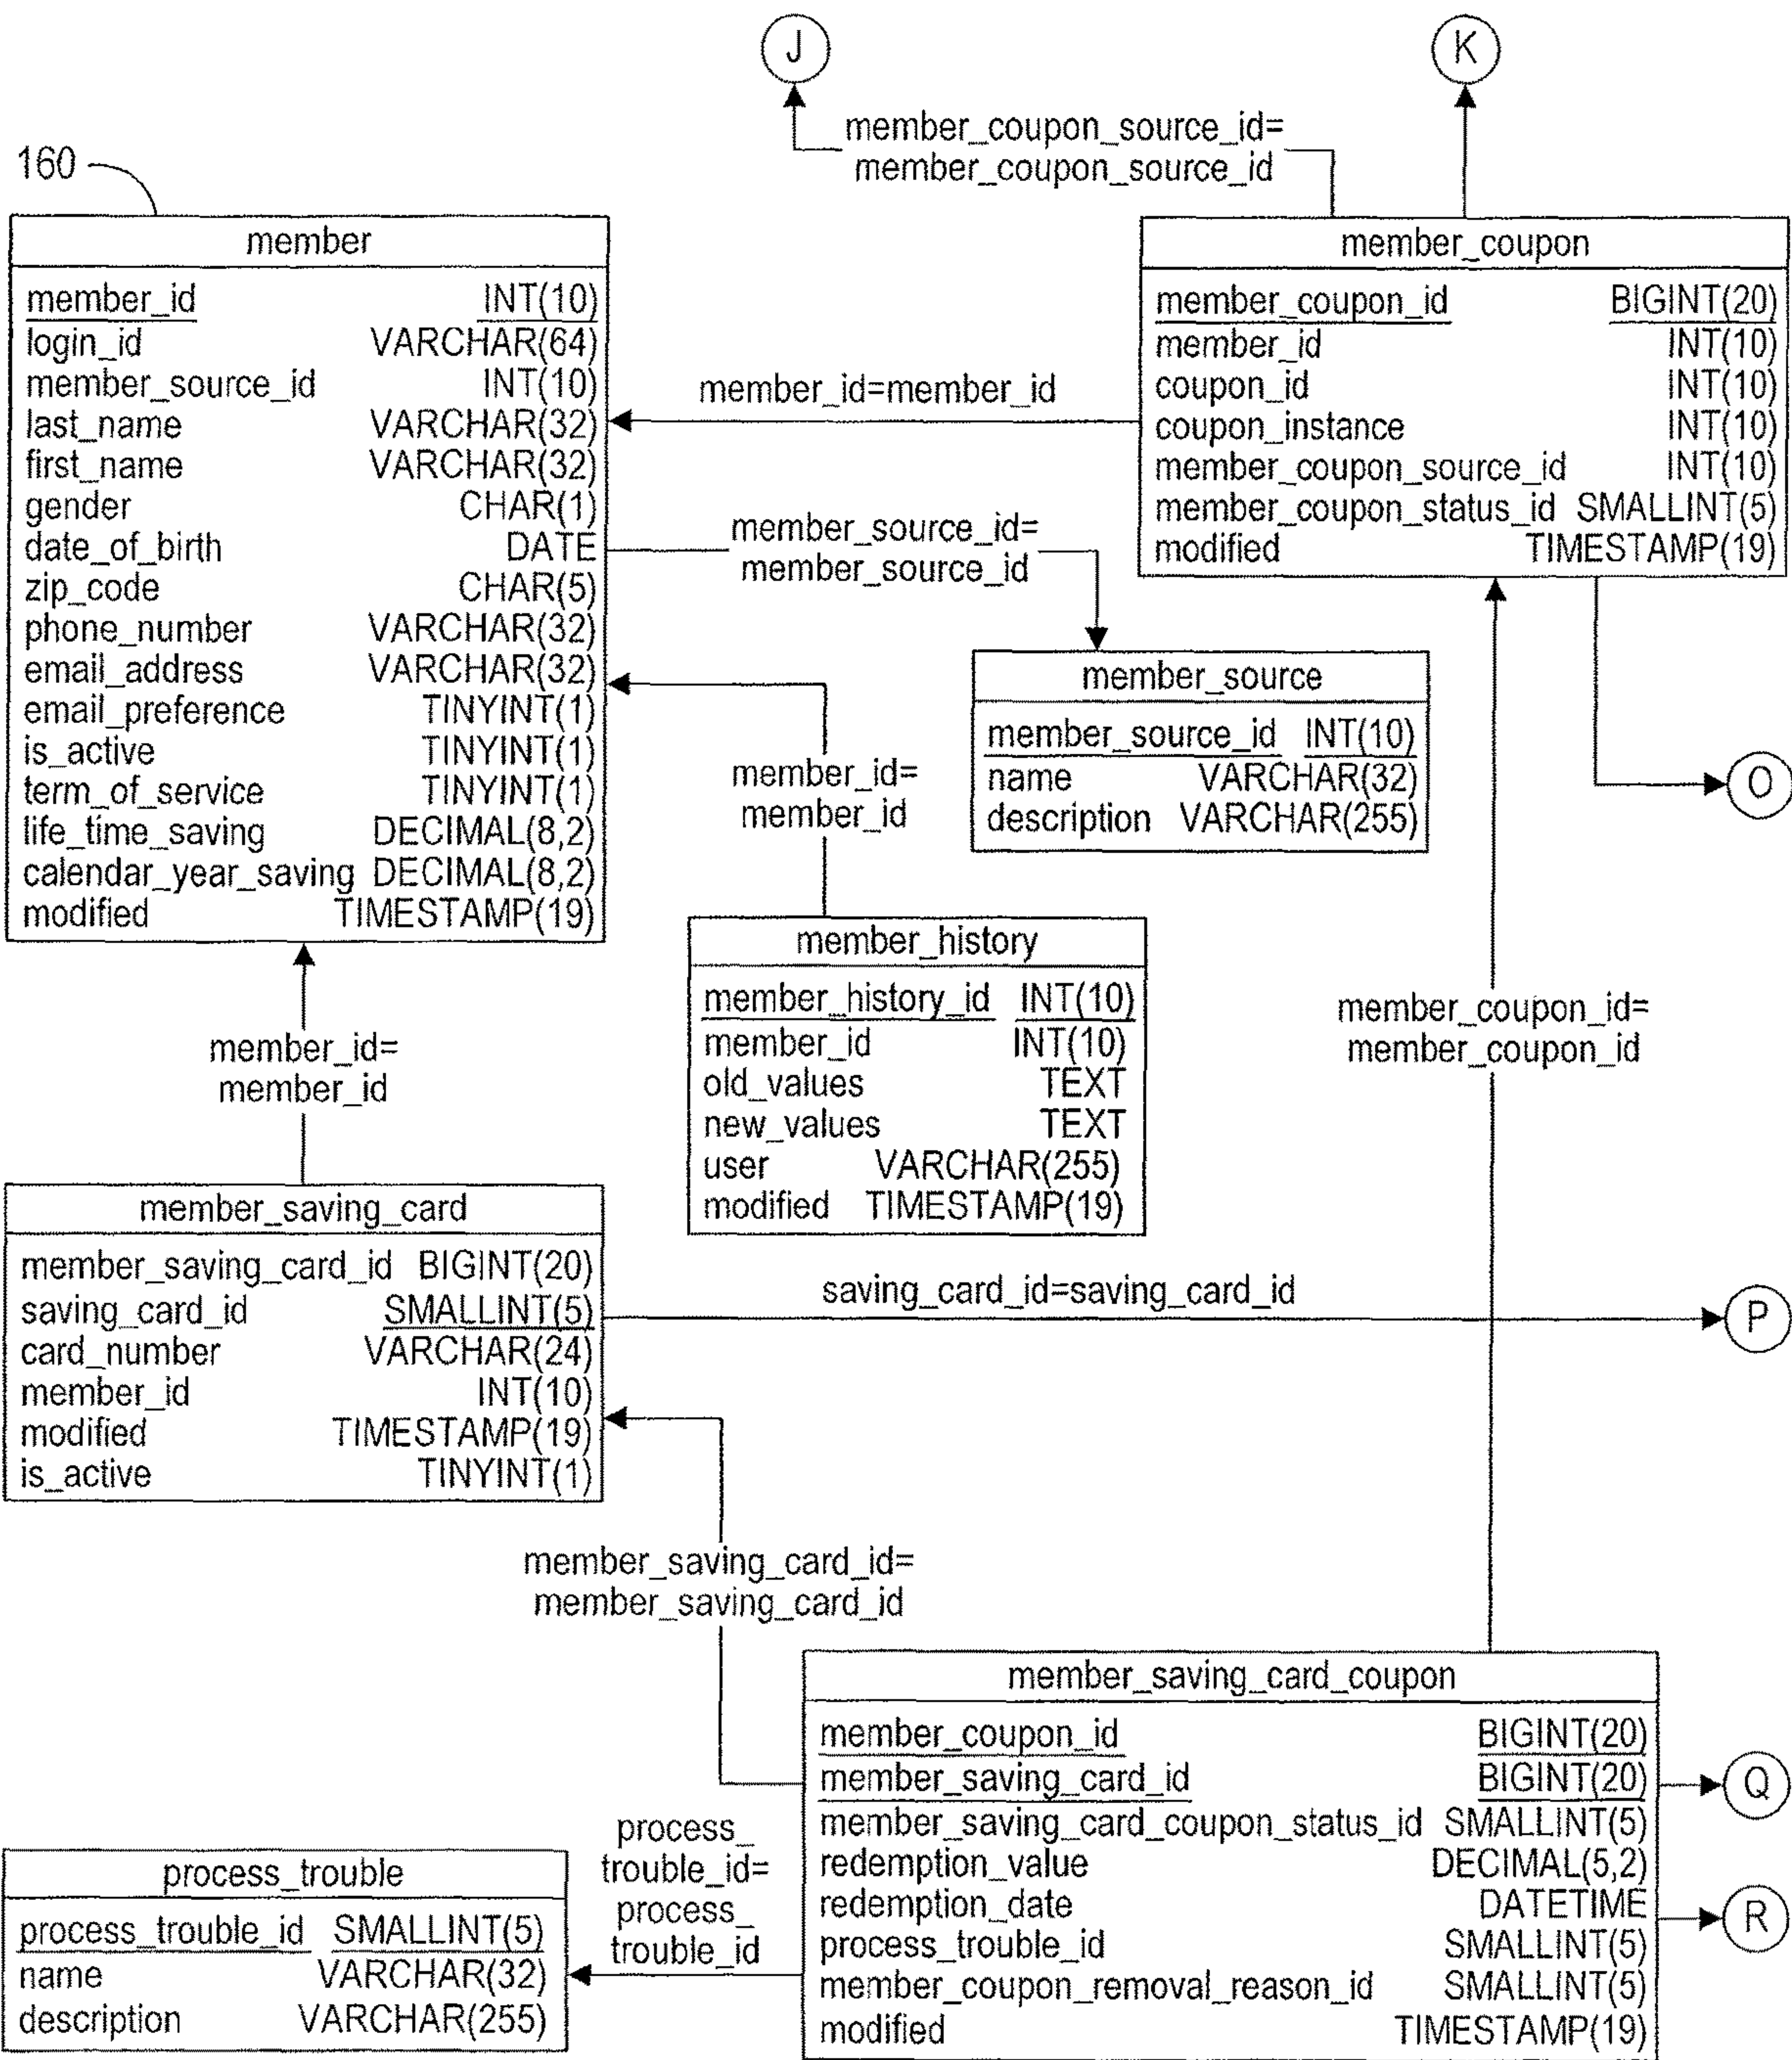 J
K
member_coupon_source_id=
member_coupon_source_id
160
member
member_id INT(10)
login_id VARCHAR(64)
member_source_id INT(10)
last_name VARCHAR(32)
first_name VARCHAR(32)
gender CHAR(1)
date_of_birth DATE
zip_code CHAR(5)
phone_number VARCHAR(32)
email_address VARCHAR(32)
email_preference TINYINT(1)
is_active TINYINT(1)
term_of_service TINYINT(1)
life_time_saving DECIMAL(8,2)
calendar_year_saving DECIMAL(8,2)
modified TIMESTAMP(19)
member_id=member_id
member_coupon
member_coupon_id BIGINT(20)
member_id INT(10)
coupon_id INT(10)
coupon_instance INT(10)
member_coupon_source_id INT(10)
member_coupon_status_id SMALLINT(5)
modified TIMESTAMP(19)
member_source_id=
member_source_id
member_source
member_source_id INT(10)
name VARCHAR(32)
description VARCHAR(255)
O
member_id=
member_id
member_history
member_history_id INT(10)
member_id INT(10)
old_values TEXT
new_values TEXT
user VARCHAR(255)
modified TIMESTAMP(19)
member_coupon_id=
member_coupon_id
member_id=
member_id
member_saving_card
member_saving_card_id BIGINT(20)
saving_card_id SMALLINT(5)
card_number VARCHAR(24)
member_id INT(10)
modified TIMESTAMP(19)
is_active TINYINT(1)
saving_card_id=saving_card_id
P
member_saving_card_id=
member_saving_card_id
member_saving_card_coupon
member_coupon_id BIGINT(20)
member_saving_card_id BIGINT(20)
member_saving_card_coupon_status_id SMALLINT(5)
redemption_value DECIMAL(5,2)
redemption_date DATETIME
process_trouble_id SMALLINT(5)
member_coupon_removal_reason_id SMALLINT(5)
modified TIMESTAMP(19)
Q
R
process_
trouble_id=
process_
trouble_id
process_trouble
process_trouble_id SMALLINT(5)
name VARCHAR(32)
description VARCHAR(255)